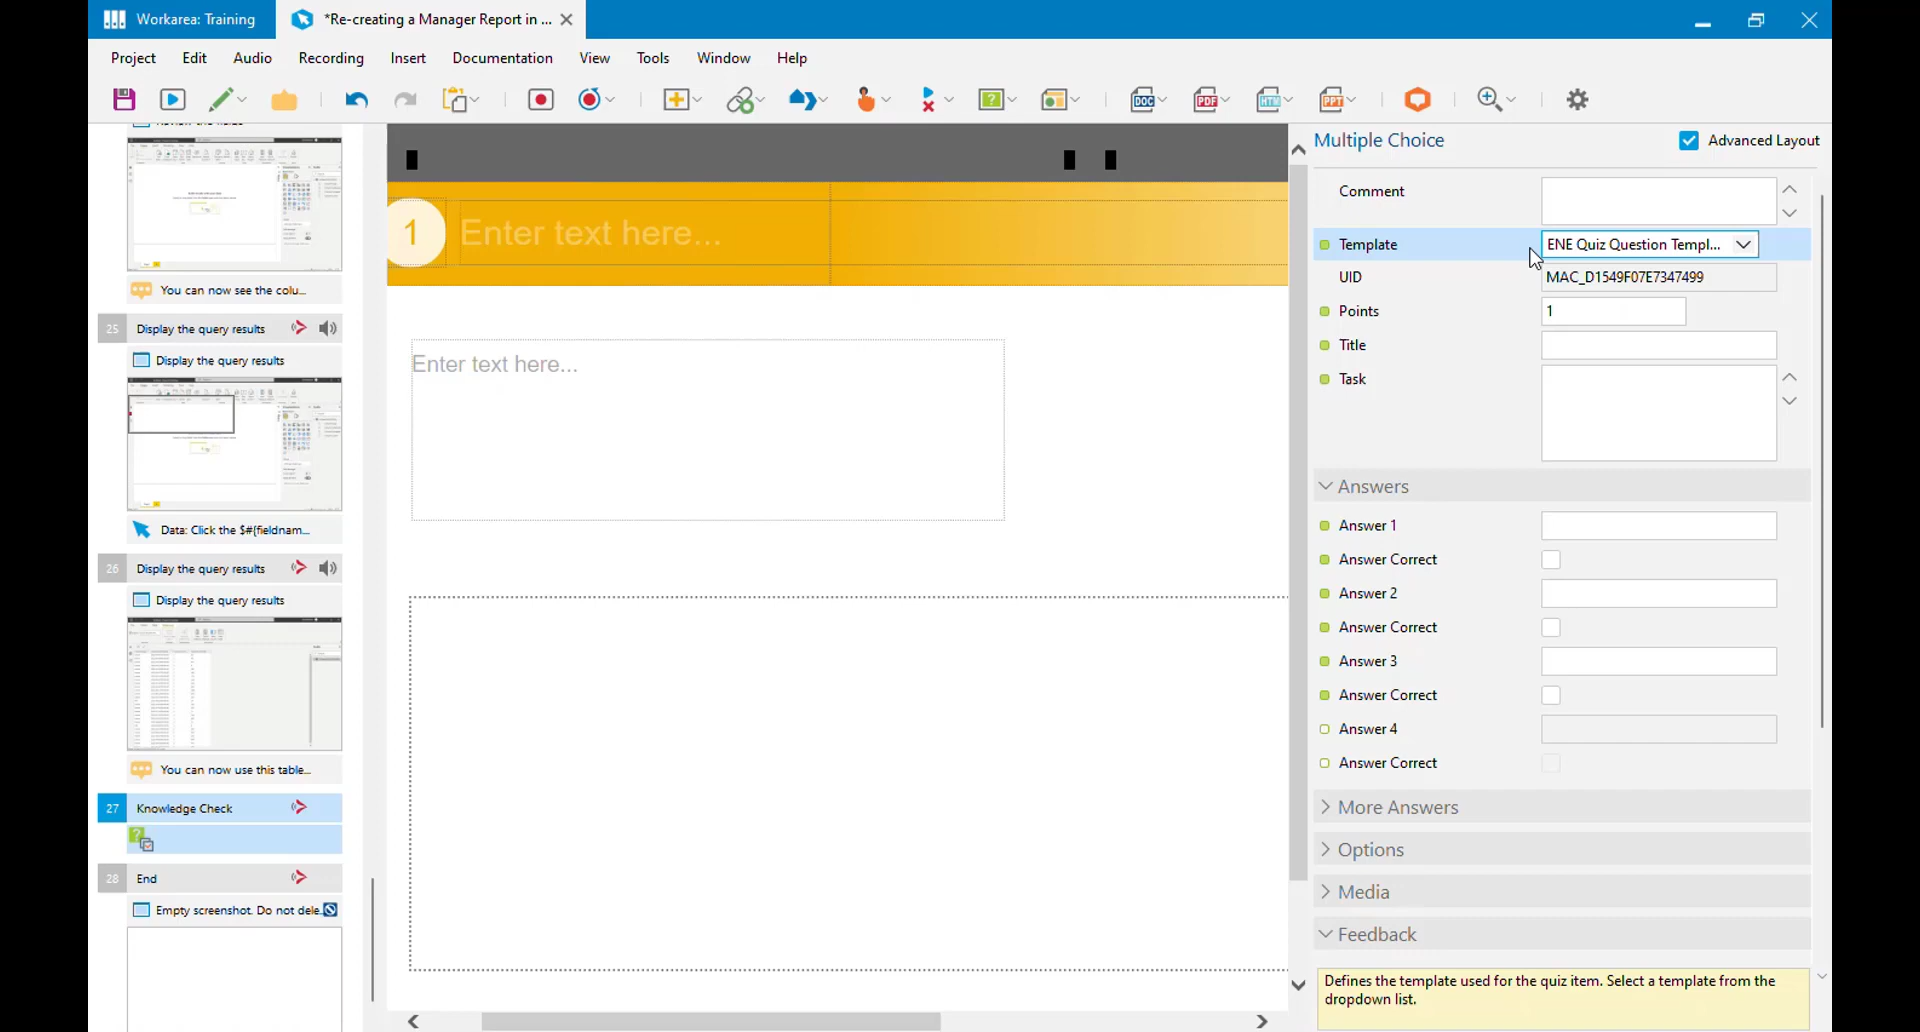 Workarea: Training
*Re-creating a Manager Report in ...
Project Edit Audio Recording Insert Documentation View Tools Window Help
DOC PDF HTM PPT
You can now see the colu...
25 Display the query results
Display the query results
Data: Click the $#{fieldnam...
26 Display the query results
Display the query results
You can now use this table...
27 Knowledge Check
28 End
Empty screenshot. Do not dele..
1 Enter text here...
Enter text here...
Multiple Choice
Advanced Layout
Comment
Template ENE Quiz Question Templ...
UID MAC_D1549F07E7347499
Points 1
Title
Task
Answers
Answer 1
Answer Correct
Answer 2
Answer Correct
Answer 3
Answer Correct
Answer 4
Answer Correct
More Answers
Options
Media
Feedback
Defines the template used for the quiz item. Select a template from the
dropdown list.